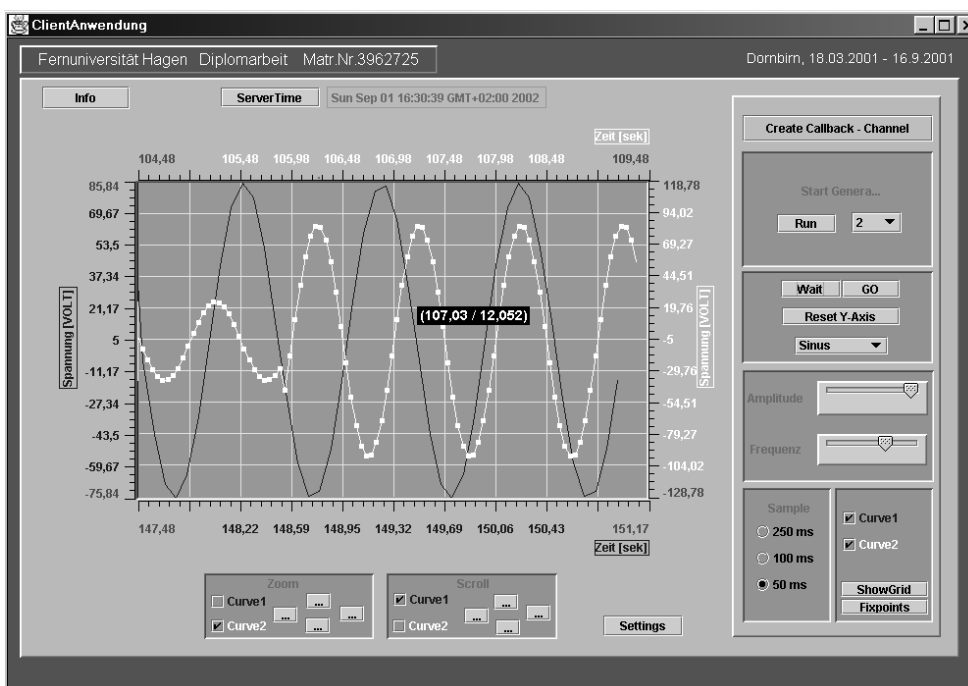 ClientAnwendung
Fernuniversität Hagen Diplomarbeit Matr.Nr.3962725
Dornbirn, 18.03.2001 - 16.9.2001
Info
ServerTime
Sun Sep 01 16:30:39 GMT+02:00 2002
Zeit [sek]
104,48 105,48 105,98 106,48 106,98 107,48 107,98 108,48 109,48
Spannung [VOLT]
85,84
69,67
53,5
37,34
21,17
5
-11,17
-27,34
-43,5
-59,67
-75,84
(107,03 / 12,052)
118,78
94,02
69,27
44,51
19,76
-5
-29,76
-54,51
-79,27
-104,02
-128,78
Spannung [VOLT]
147,48 148,22 148,59 148,95 149,32 149,69 150,06 150,43 151,17
Zeit [sek]
Zoom
Curve1
Curve2
...
...
...
...
Scroll
Curve1
Curve2
...
...
...
...
Settings
Create Callback - Channel
Start Genera...
Run
2
Wait
GO
Reset Y-Axis
Sinus
Amplitude
Frequenz
Sample
250 ms
100 ms
50 ms
Curve1
Curve2
ShowGrid
Fixpoints